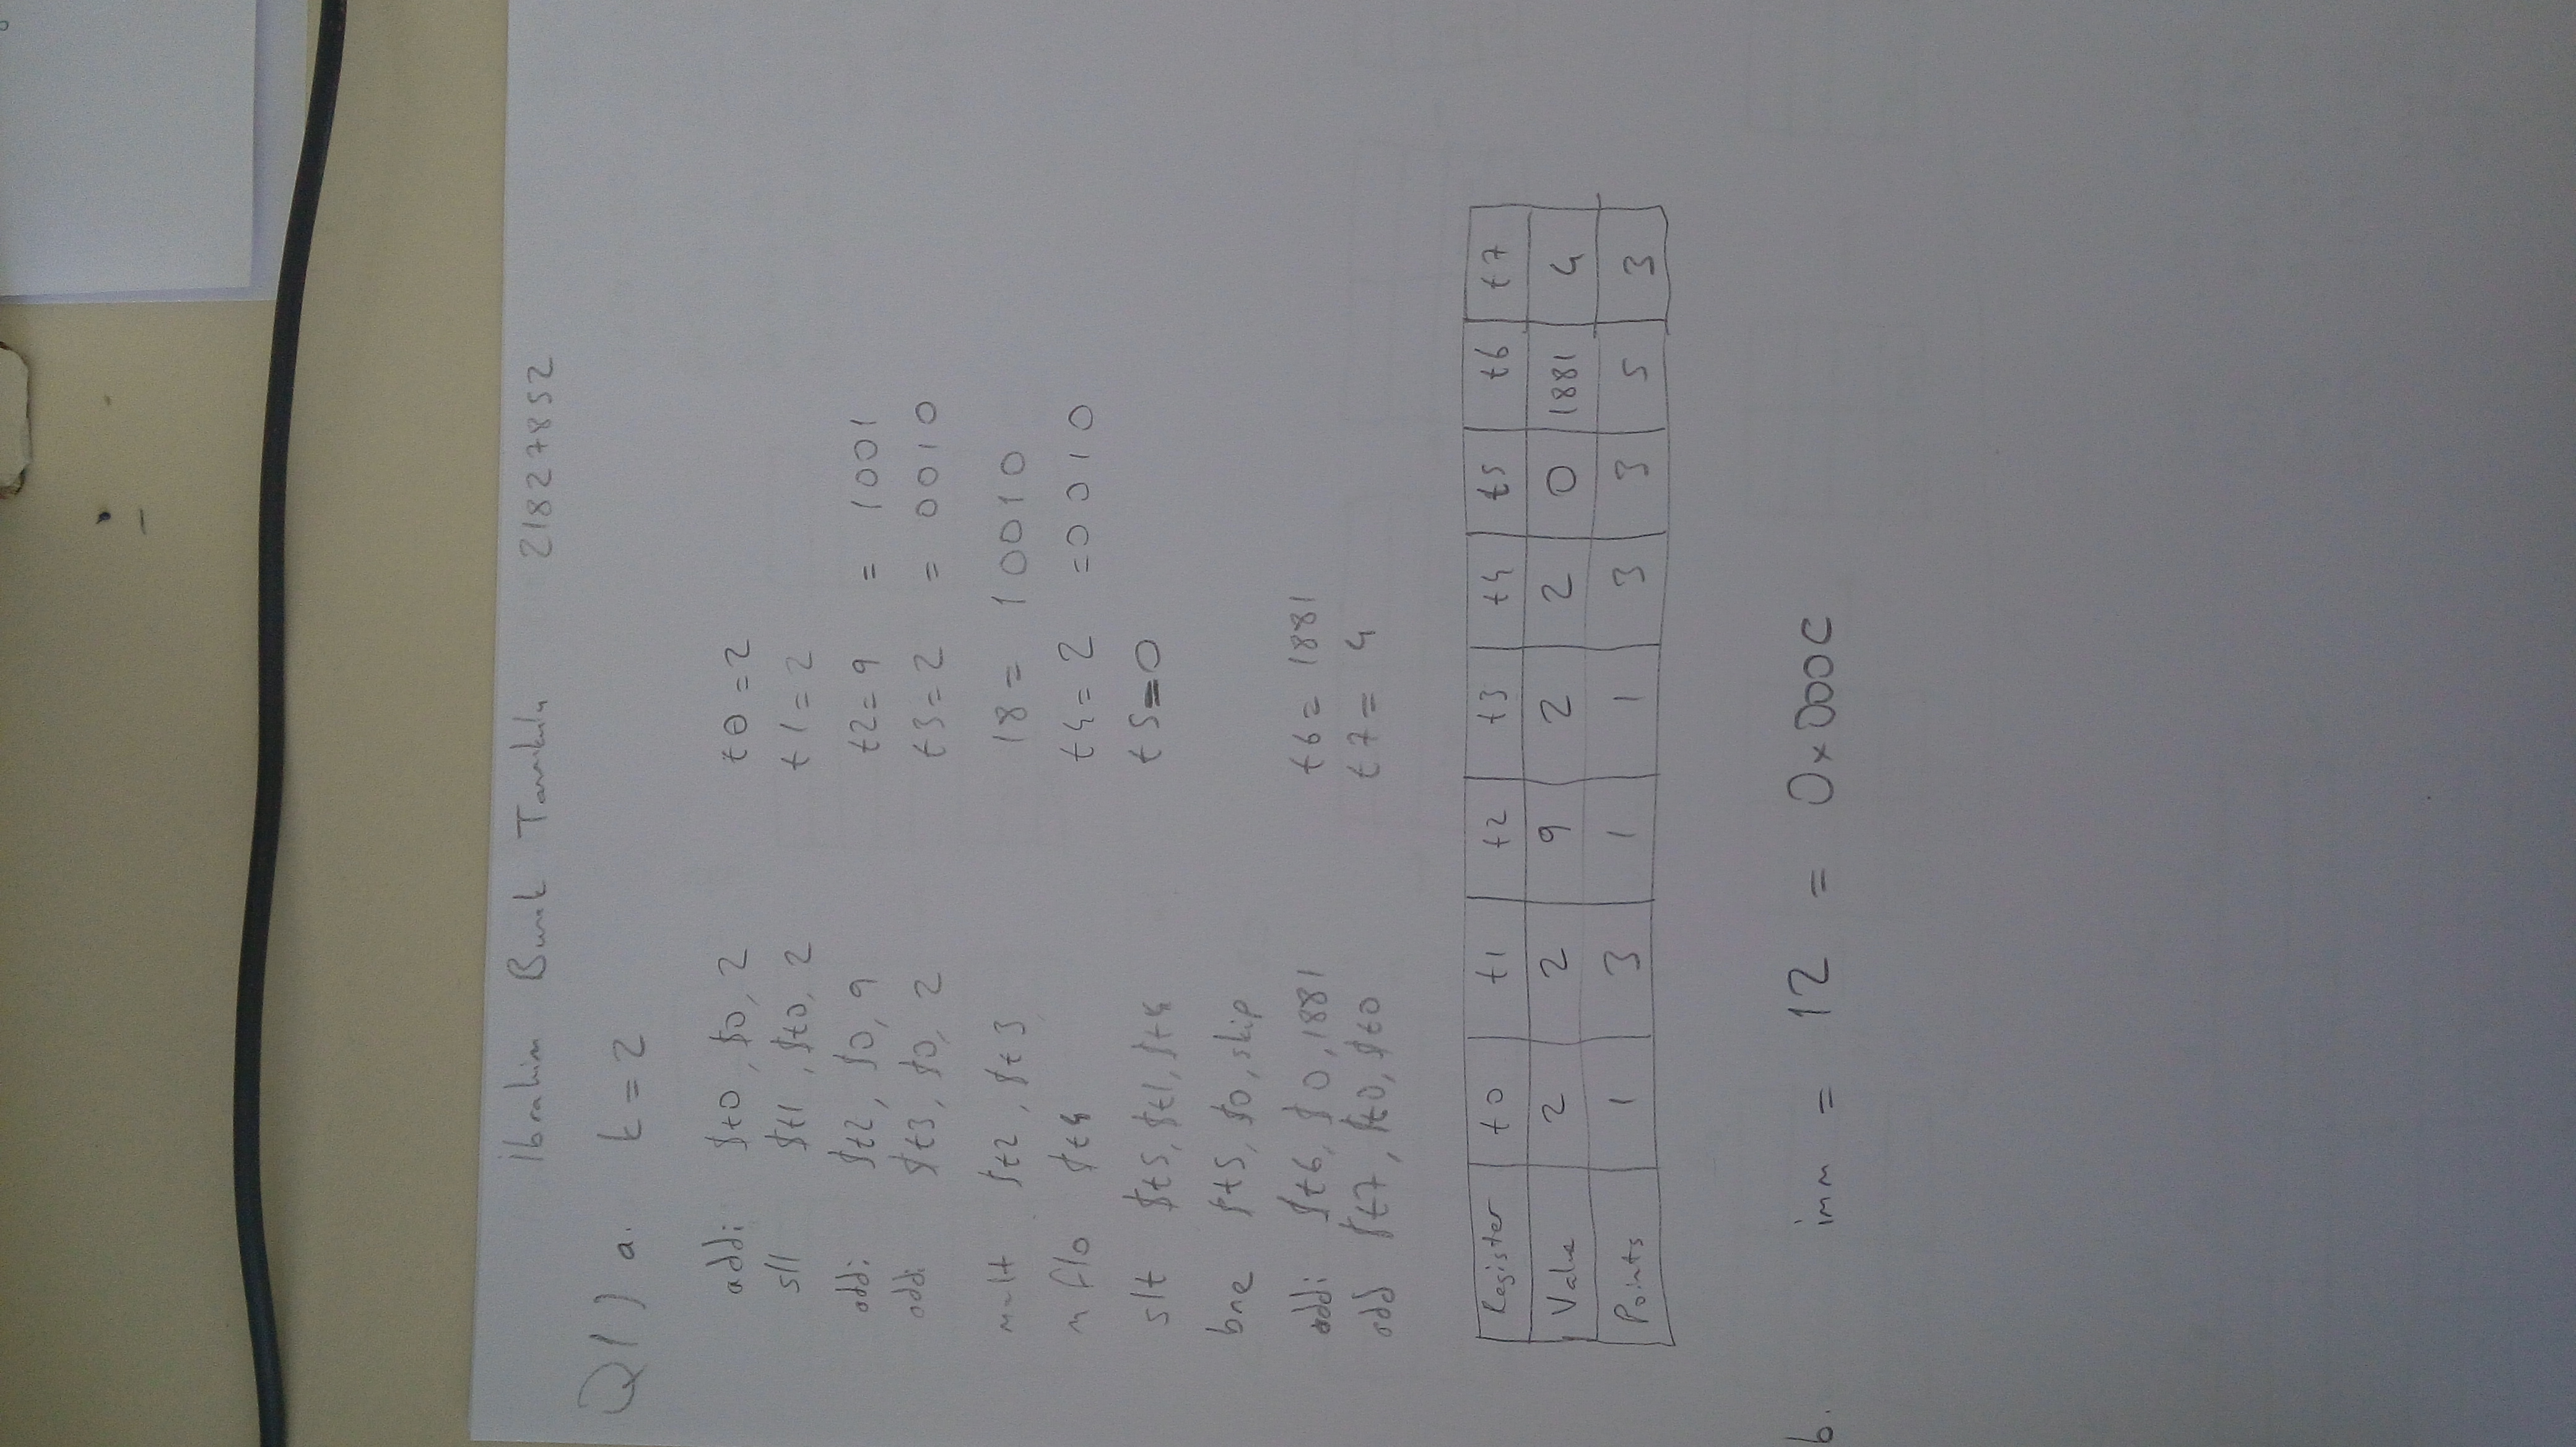 İbrahim Burak 21827852
Q1) a. k = 2
addi $t0, $0, 2 t0 = 2
sll $t1, $t0, 2 t1 = 2
addi $t2, $0, 9 t2 = 9 = 1001
addi $t3, $0, 2 t3 = 2 = 0010
mult $t2, $t3 18 = 10010
mflo $t4 t4 = 2 = 0010
slt $t5, $t1, $t4 t5 = 0
bne $t5, $0, skip
addi $t6, $0, 1881 t6 = 1881
add $t7, $t0, $t0 t7 = 4
Register t0 t1 t2 t3 t4 t5 t6 t7
Value 2 2 9 2 2 0 1881 4
Points 1 3 1 1 3 3 5 3
b. imm = 12 = 0x000C